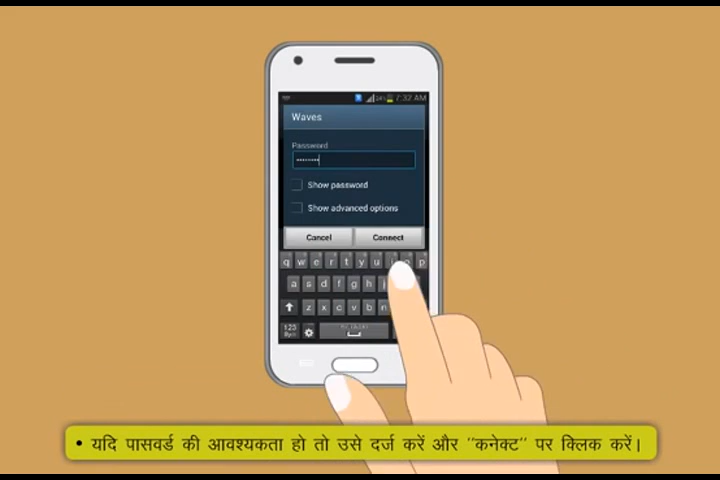 7:32 AM
Waves
Password
Show password
Show advanced options
Cancel Connect
q w e r t y u i o p
a s d f g h j
z x c v b n
123
• यदि पासवर्ड की आवश्यकता हो तो उसे दर्ज करें और "कनेक्ट" पर क्लिक करें।